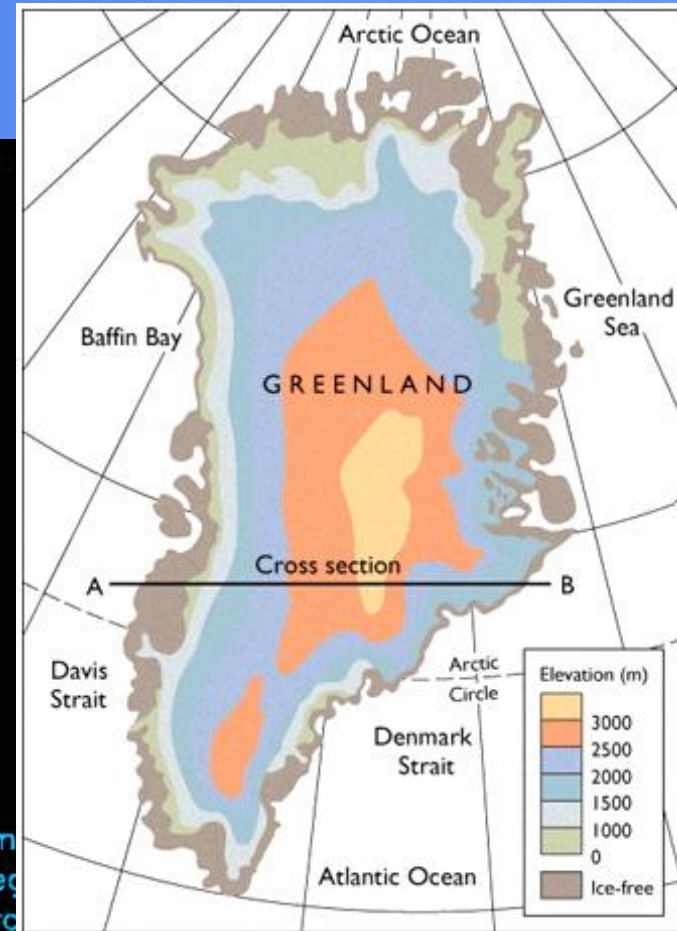 Arctic Ocean
Greenland
Sea
Baffin Bay
GREENLAND
Cross section
A
B
Davis
Strait
Arctic
Circle
Denmark
Strait
Atlantic Ocean
Elevation (m)
3000
2500
2000
1500
1000
0
Ice-free